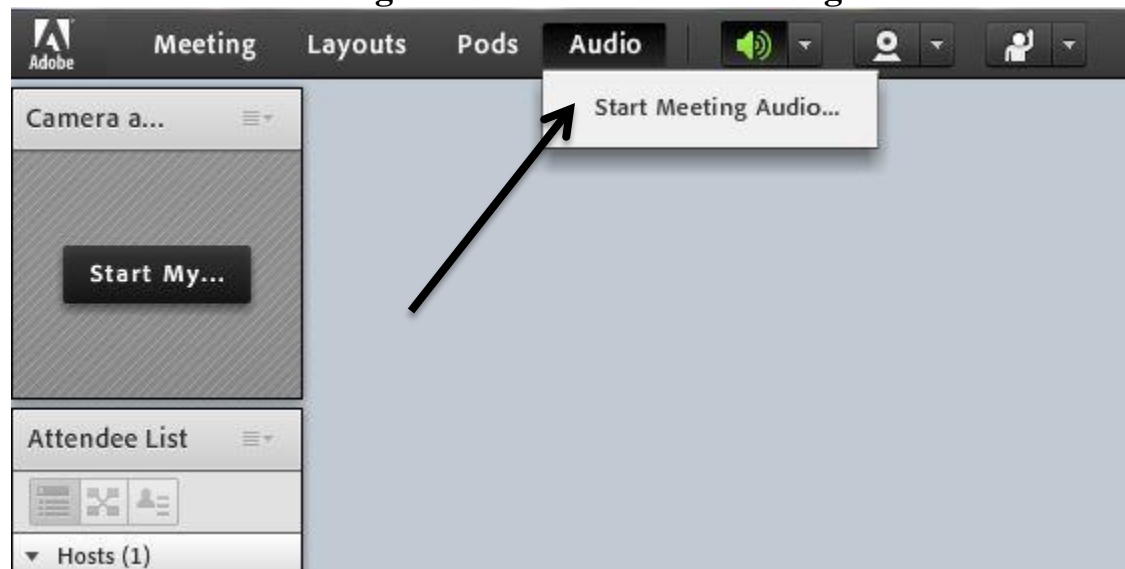 Adobe
Meeting Layouts Pods Audio
Start Meeting Audio...
Camera a...
Start My...
Attendee List
Hosts (1)